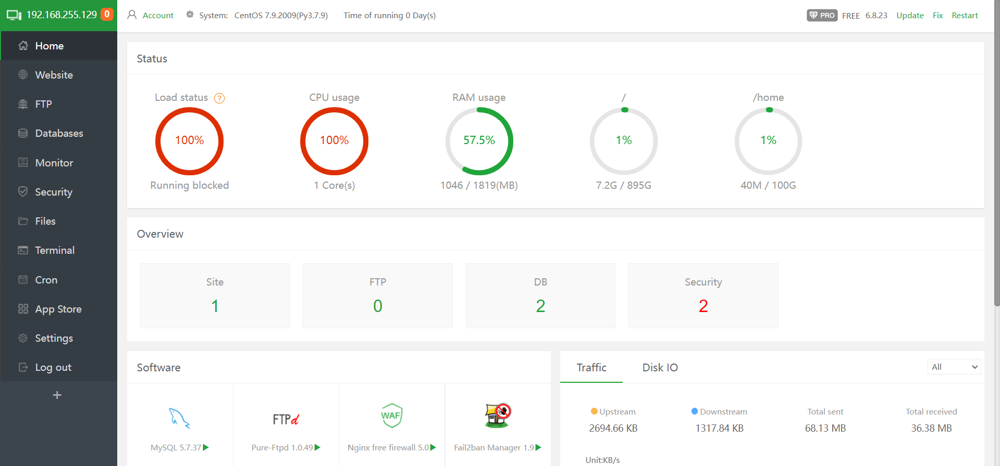 192.168.255.129 0
Account System: CentOS 7.9.2009(Py3.7.9) Time of running 0 Day(s) PRO FREE 6.8.23 Update Fix Restart
Home
Website
FTP
Databases
Monitor
Security
Files
Terminal
Cron
App Store
Settings
Log out
+
Status
Load status ? CPU usage RAM usage / /home
100% 100% 57.5% 1% 1%
Running blocked 1 Core(s) 1046 / 1819(MB) 7.2G / 895G 40M / 100G
Overview
Site FTP DB Security
1 0 2 2
Software
FTPd WAF
MySQL 5.7.37 Pure-Ftpd 1.0.49 Nginx free firewall 5.0 Fail2ban Manager 1.9
Traffic Disk IO All
Upstream Downstream Total sent Total received
2694.66 KB 1317.84 KB 68.13 MB 36.38 MB
Unit:KB/s